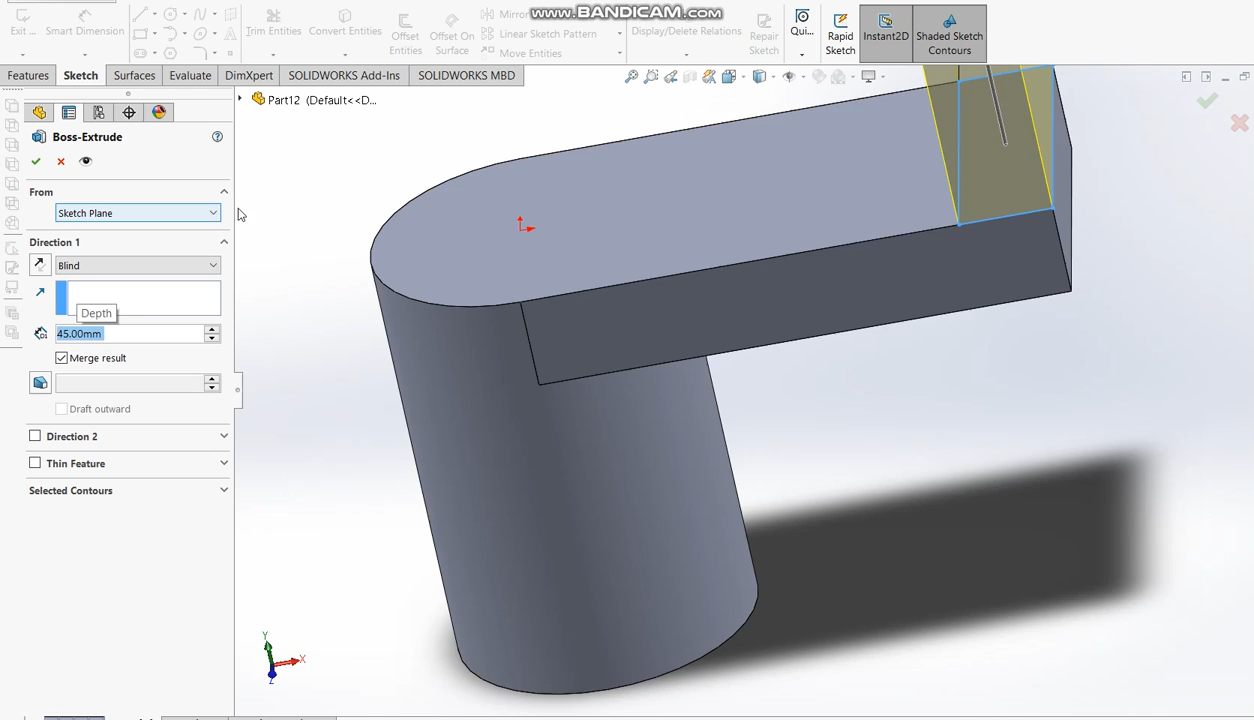 www.BANDICAM.com
Exit ...
Smart Dimension
Trim Entities
Convert Entities
Offset Entities
Offset On Surface
Mirror
Linear Sketch Pattern
Move Entities
Display/Delete Relations
Repair Sketch
Qui...
Rapid Sketch
Instant2D
Shaded Sketch Contours
Features
Sketch
Surfaces
Evaluate
DimXpert
SOLIDWORKS Add-Ins
SOLIDWORKS MBD
Part12 (Default<<D...
Boss-Extrude
From
Sketch Plane
Direction 1
Blind
Depth
45.00mm
Merge result
Draft outward
Direction 2
Thin Feature
Selected Contours
Y
X
Z